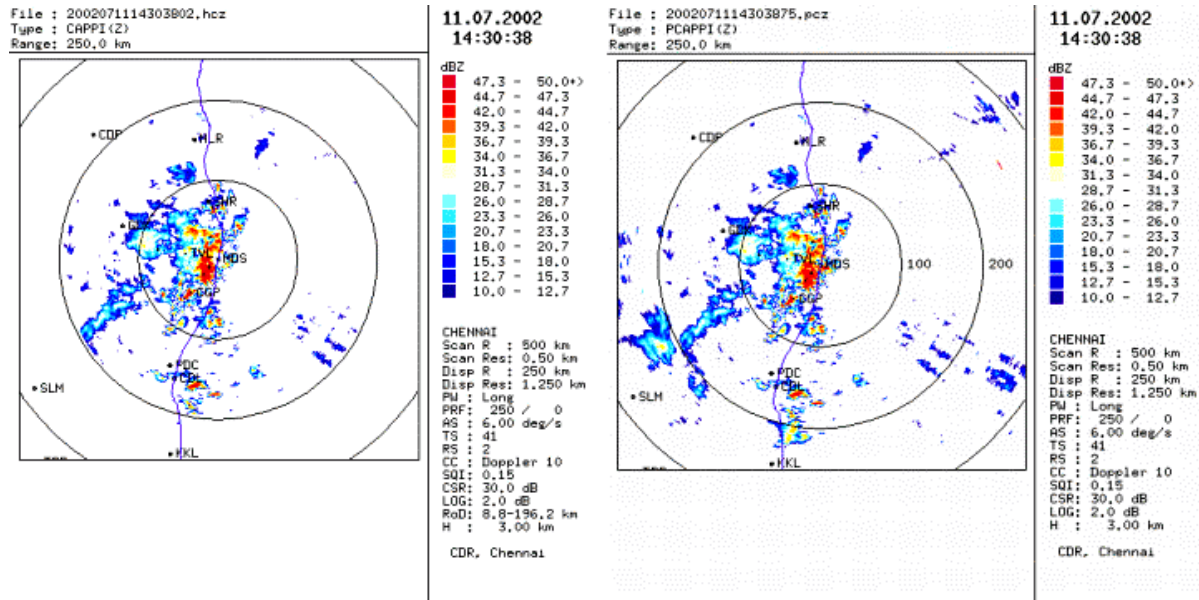 File : 2002071114303802.hcz
Type : CAPPI(Z)
Range: 250.0 km
11.07.2002
14:30:38
dBZ
47.3 - 50.0+>
44.7 - 47.3
42.0 - 44.7
39.3 - 42.0
36.7 - 39.3
34.0 - 36.7
31.3 - 34.0
28.7 - 31.3
26.0 - 28.7
23.3 - 26.0
20.7 - 23.3
18.0 - 20.7
15.3 - 18.0
12.7 - 15.3
10.0 - 12.7
CHENNAI
Scan R : 500 km
Scan Res: 0.50 km
Disp R : 250 km
Disp Res: 1.250 km
PW : Long
PRF: 250 / 0
AS : 6.00 deg/s
TS : 41
RS : 2
CC : Doppler 10
SQI: 0.15
CSR: 30.0 dB
LOG: 2.0 dB
RoD: 8.8-196.2 km
H : 3.00 km
CDR, Chennai
CDP
NLR
MDS
PDC
SLM
KKL
File : 2002071114303875.pcz
Type : PCAPPI(Z)
Range: 250.0 km
11.07.2002
14:30:38
dBZ
47.3 - 50.0+>
44.7 - 47.3
42.0 - 44.7
39.3 - 42.0
36.7 - 39.3
34.0 - 36.7
31.3 - 34.0
28.7 - 31.3
26.0 - 28.7
23.3 - 26.0
20.7 - 23.3
18.0 - 20.7
15.3 - 18.0
12.7 - 15.3
10.0 - 12.7
CHENNAI
Scan R : 500 km
Scan Res: 0.50 km
Disp R : 250 km
Disp Res: 1.250 km
PW : Long
PRF: 250 / 0
AS : 6.00 deg/s
TS : 41
RS : 2
CC : Doppler 10
SQI: 0.15
CSR: 30.0 dB
LOG: 2.0 dB
H : 3.00 km
CDR, Chennai
CDP
NLR
MDS
100
200
PDC
SLM
KKL